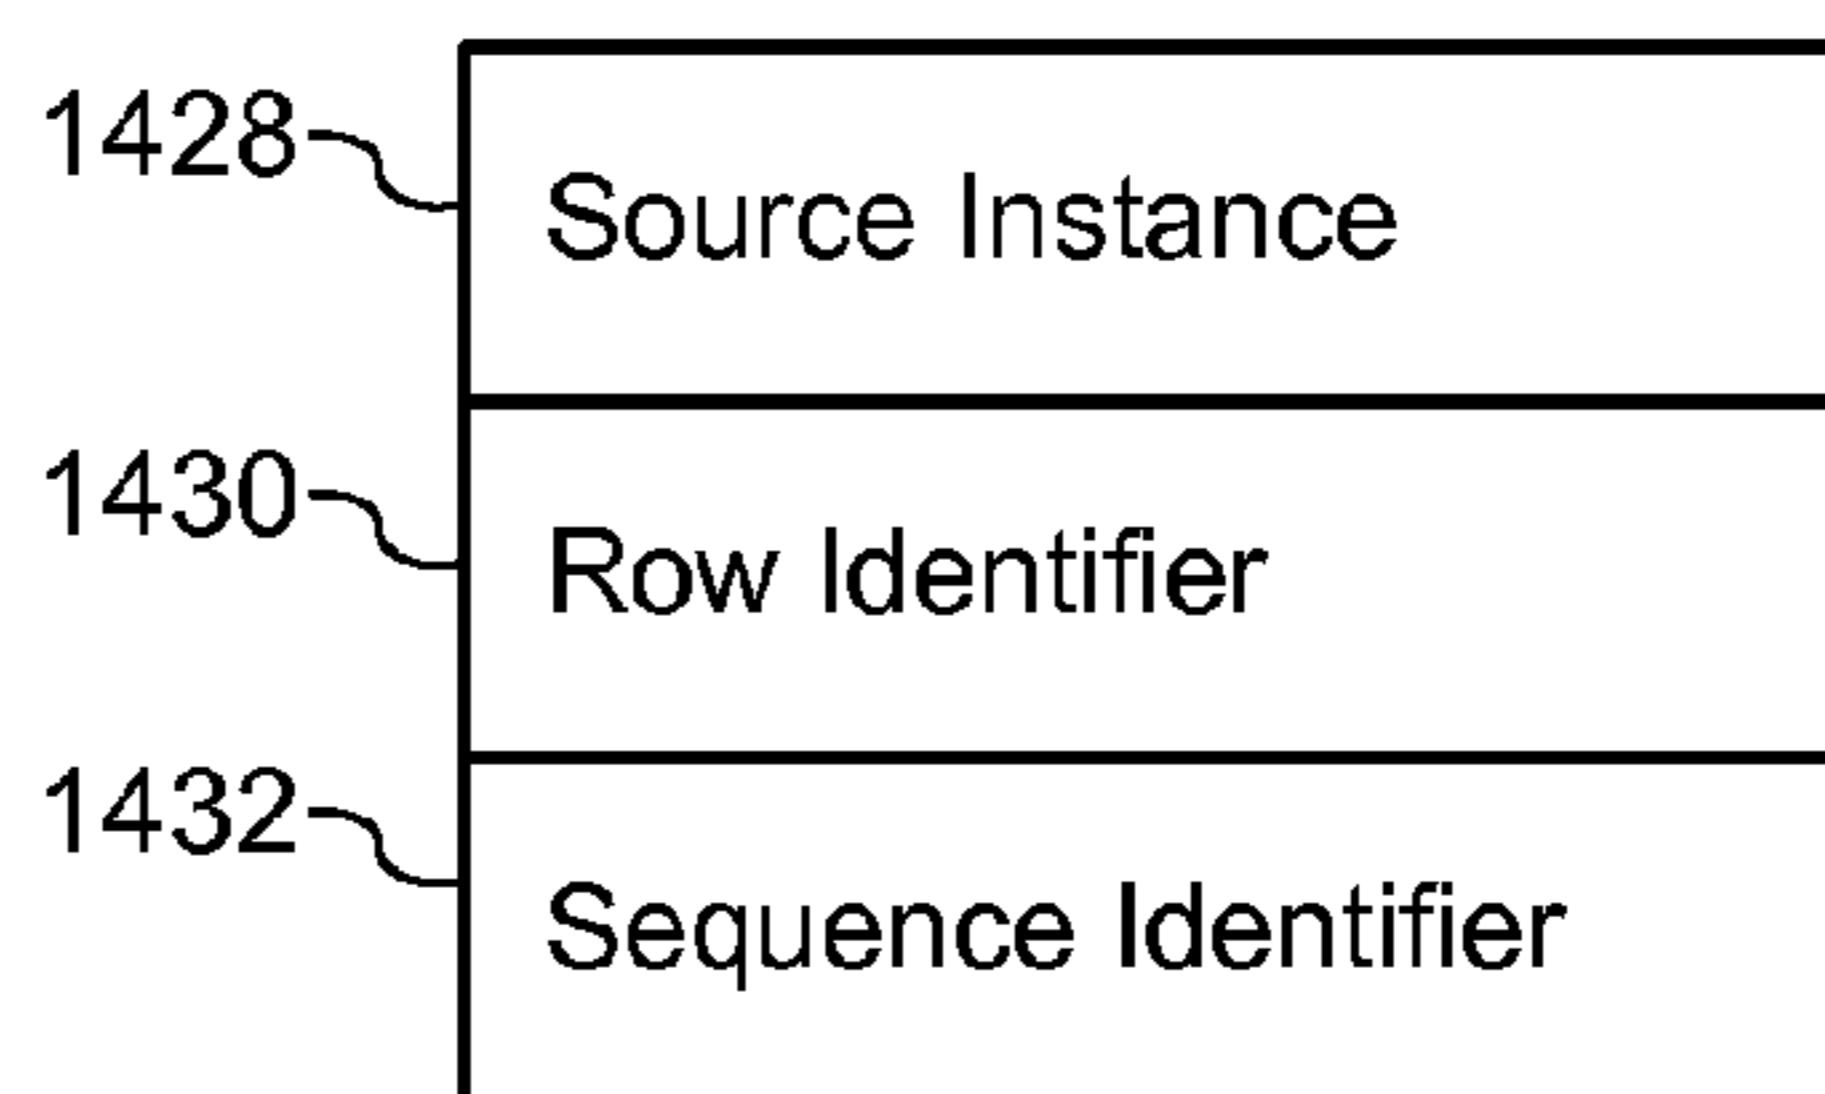 1428
Source Instance
1430
Row Identifier
1432
Sequence Identifier